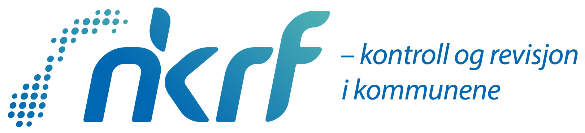 nkrf
– kontroll og revisjon
i kommunene